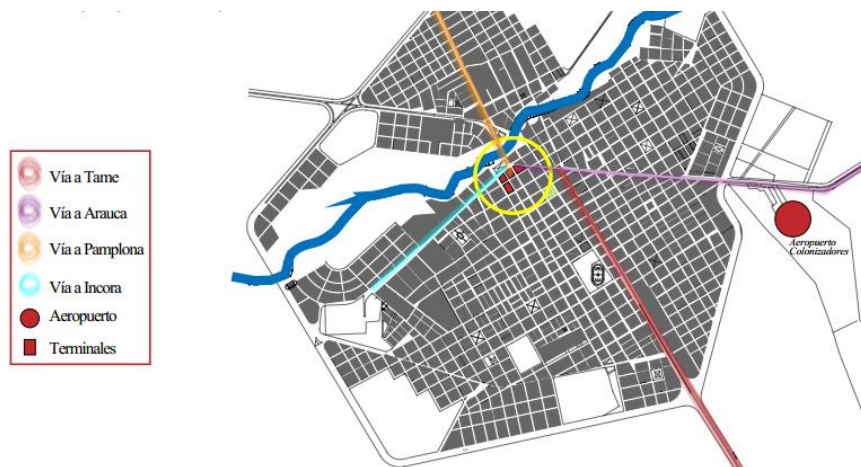 Vía a Tame
Vía a Arauca
Vía a Pamplona
Vía a Incora
Aeropuerto
Terminales
Aeropuerto
Colonizadores